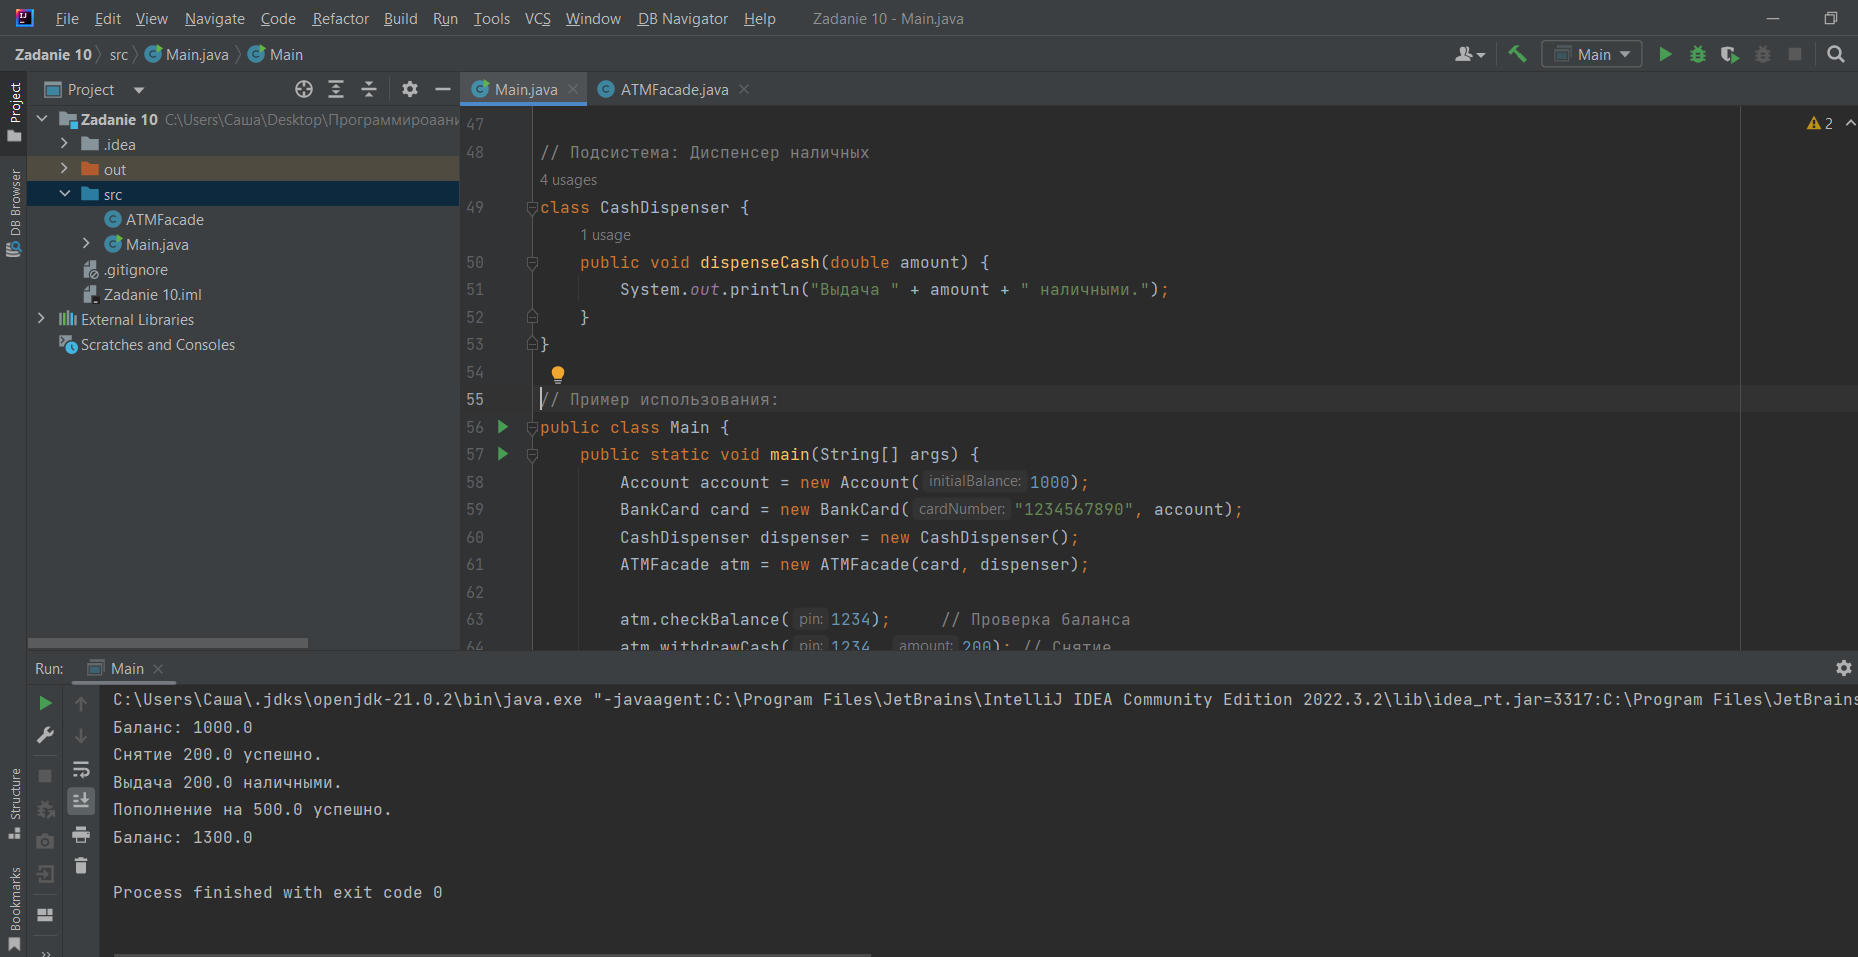 File Edit View Navigate Code Refactor Build Run Tools VCS Window DB Navigator Help Zadanie 10 - Main.java
Zadanie 10 src Main.java Main
Main
Project
DB Browser
Structure
Bookmarks
Project
Zadanie 10 C:\Users\Саша\Desktop\Программироаани
.idea
out
src
ATMFacade
Main.java
.gitignore
Zadanie 10.iml
External Libraries
Scratches and Consoles
Main.java ATMFacade.java
2
47
48 // Подсистема: Диспенсер наличных
4 usages
49 class CashDispenser {
1 usage
50 public void dispenseCash(double amount) {
51 System.out.println("Выдача " + amount + " наличными.");
52 }
53 }
54
55 // Пример использования:
56 public class Main {
57 public static void main(String[] args) {
58 Account account = new Account( initialBalance: 1000);
59 BankCard card = new BankCard( cardNumber: "1234567890", account);
60 CashDispenser dispenser = new CashDispenser();
61 ATMFacade atm = new ATMFacade(card, dispenser);
62
63 atm.checkBalance( pin: 1234); // Проверка баланса
64 atm.withdrawCash( pin: 1234, amount: 200); // Снятие
Run: Main
C:\Users\Саша\.jdks\openjdk-21.0.2\bin\java.exe "-javaagent:C:\Program Files\JetBrains\IntelliJ IDEA Community Edition 2022.3.2\lib\idea_rt.jar=3317:C:\Program Files\JetBrains
Баланс: 1000.0
Снятие 200.0 успешно.
Выдача 200.0 наличными.
Пополнение на 500.0 успешно.
Баланс: 1300.0
Process finished with exit code 0